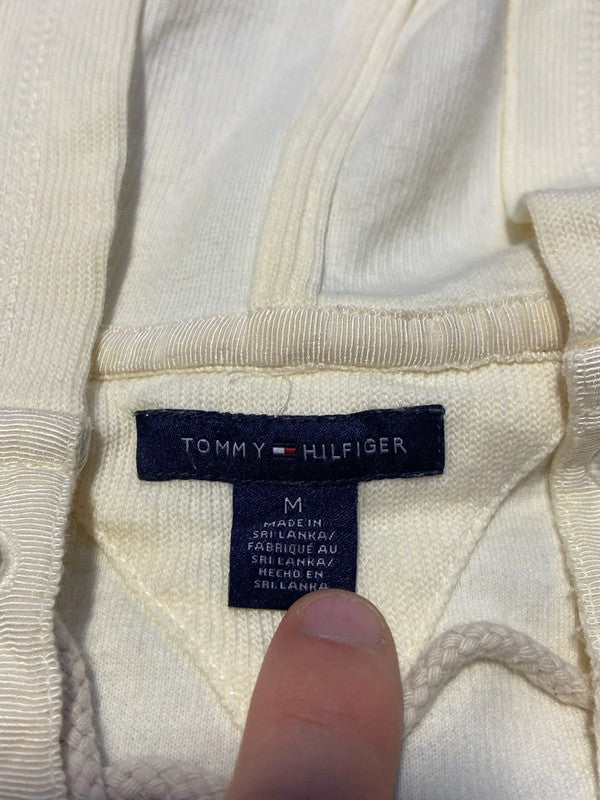 TOMMY HILFIGER
M
MADE IN
SRI LANKA/
FABRIQUÉ AU
SRI LANKA/
HECHO EN
SRI LANKA